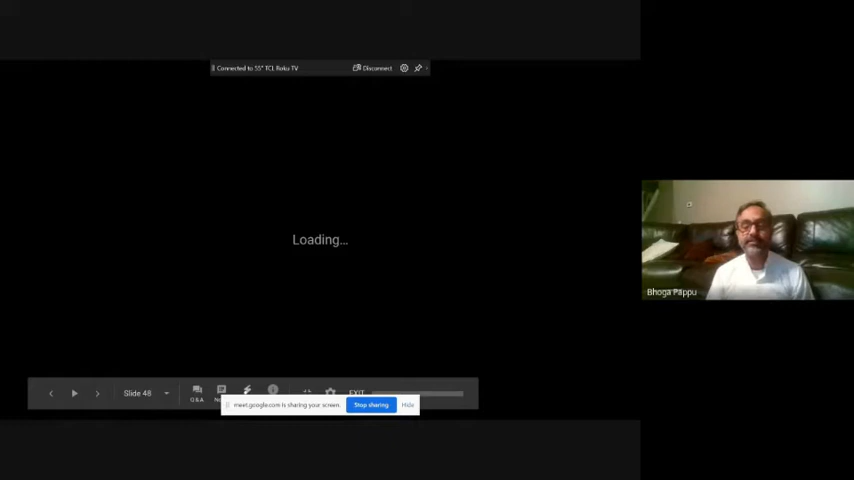 Connected to 55" TCL Roku TV
Disconnect
Loading...
Bhoga Pappu
Slide 48
Q & A
EXIT
meet.google.com is sharing your screen.
Stop sharing
Hide